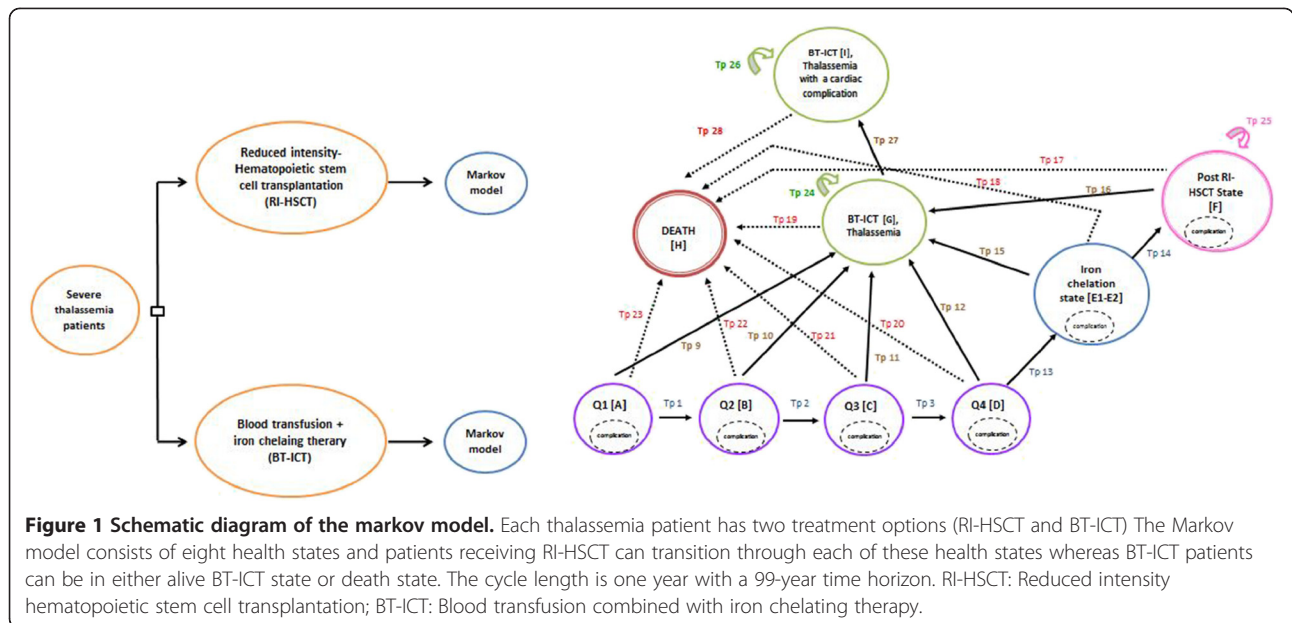 Reduced intensity-
Hematopoietic stem
cell transplantation
(RI-HSCT)
Markov
model
Severe
thalassemia
patients
Blood transfusion +
iron chelaing therary
(BT-ICT)
Markov
model
Tp 26
BT-ICT [I],
Thalassemia
with a cardiac
complication
Tp 28
Tp 27
Tp 25
Tp 17
Tp 18
Tp 16
Post RI-
HSCT State
[F]
complication
Tp 24
DEATH
[H]
Tp 19
BT-ICT [G],
Thalassemia
Tp 15
Tp 14
Iron
chelation
state [E1-E2]
complication
Tp 23
Tp 22
Tp 10
Tp 21
Tp 20
Tp 12
Tp 9
Tp 11
Tp 13
Q1 [A]
complication
Tp 1
Q2 [B]
complication
Tp 2
Q3 [C]
complication
Tp 3
Q4 [D]
complication
Figure 1 Schematic diagram of the markov model. Each thalassemia patient has two treatment options (RI-HSCT and BT-ICT) The Markov
model consists of eight health states and patients receiving RI-HSCT can transition through each of these health states whereas BT-ICT patients
can be in either alive BT-ICT state or death state. The cycle length is one year with a 99-year time horizon. RI-HSCT: Reduced intensity
hematopoietic stem cell transplantation; BT-ICT: Blood transfusion combined with iron chelating therapy.